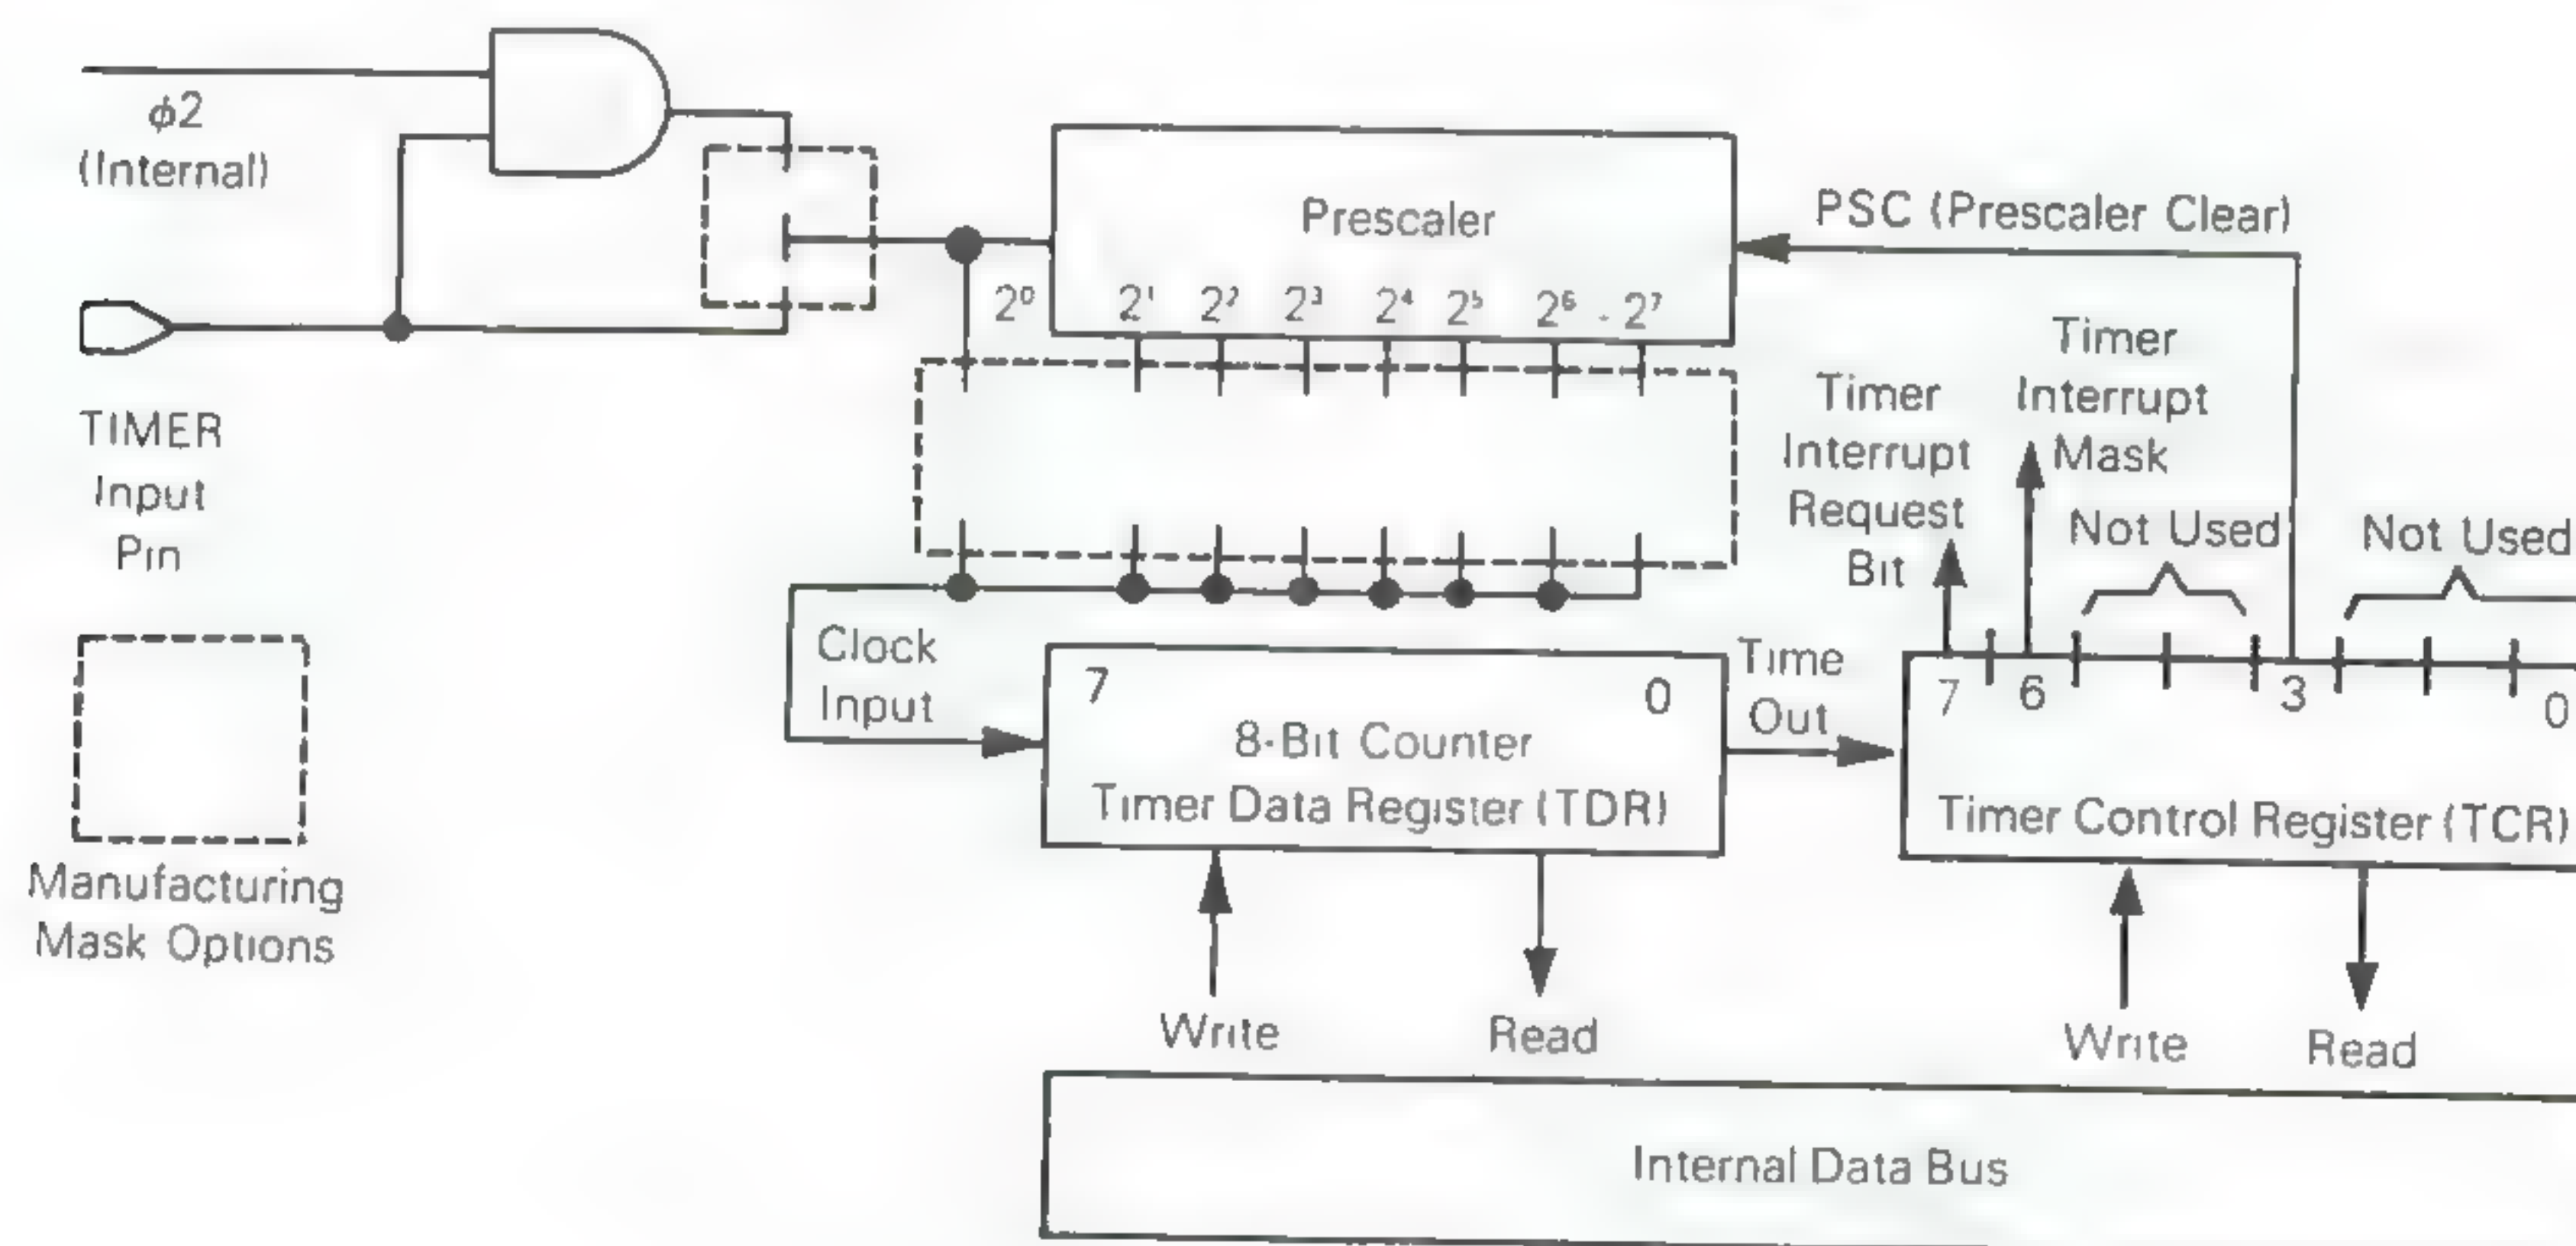 ϕ2
(Internal)
TIMER
Input
Pin
Manufacturing
Mask Options
Prescaler
2⁰ 2¹ 2² 2³ 2⁴ 2⁵ 2⁶ 2⁷
PSC (Prescaler Clear)
Timer
Interrupt
Request
Bit
Timer
Interrupt
Mask
Not Used
Not Used
Clock
Input
7 0
8-Bit Counter
Timer Data Register (TDR)
Time
Out
7 6 3 0
Timer Control Register (TCR)
Write
Read
Write
Read
Internal Data Bus